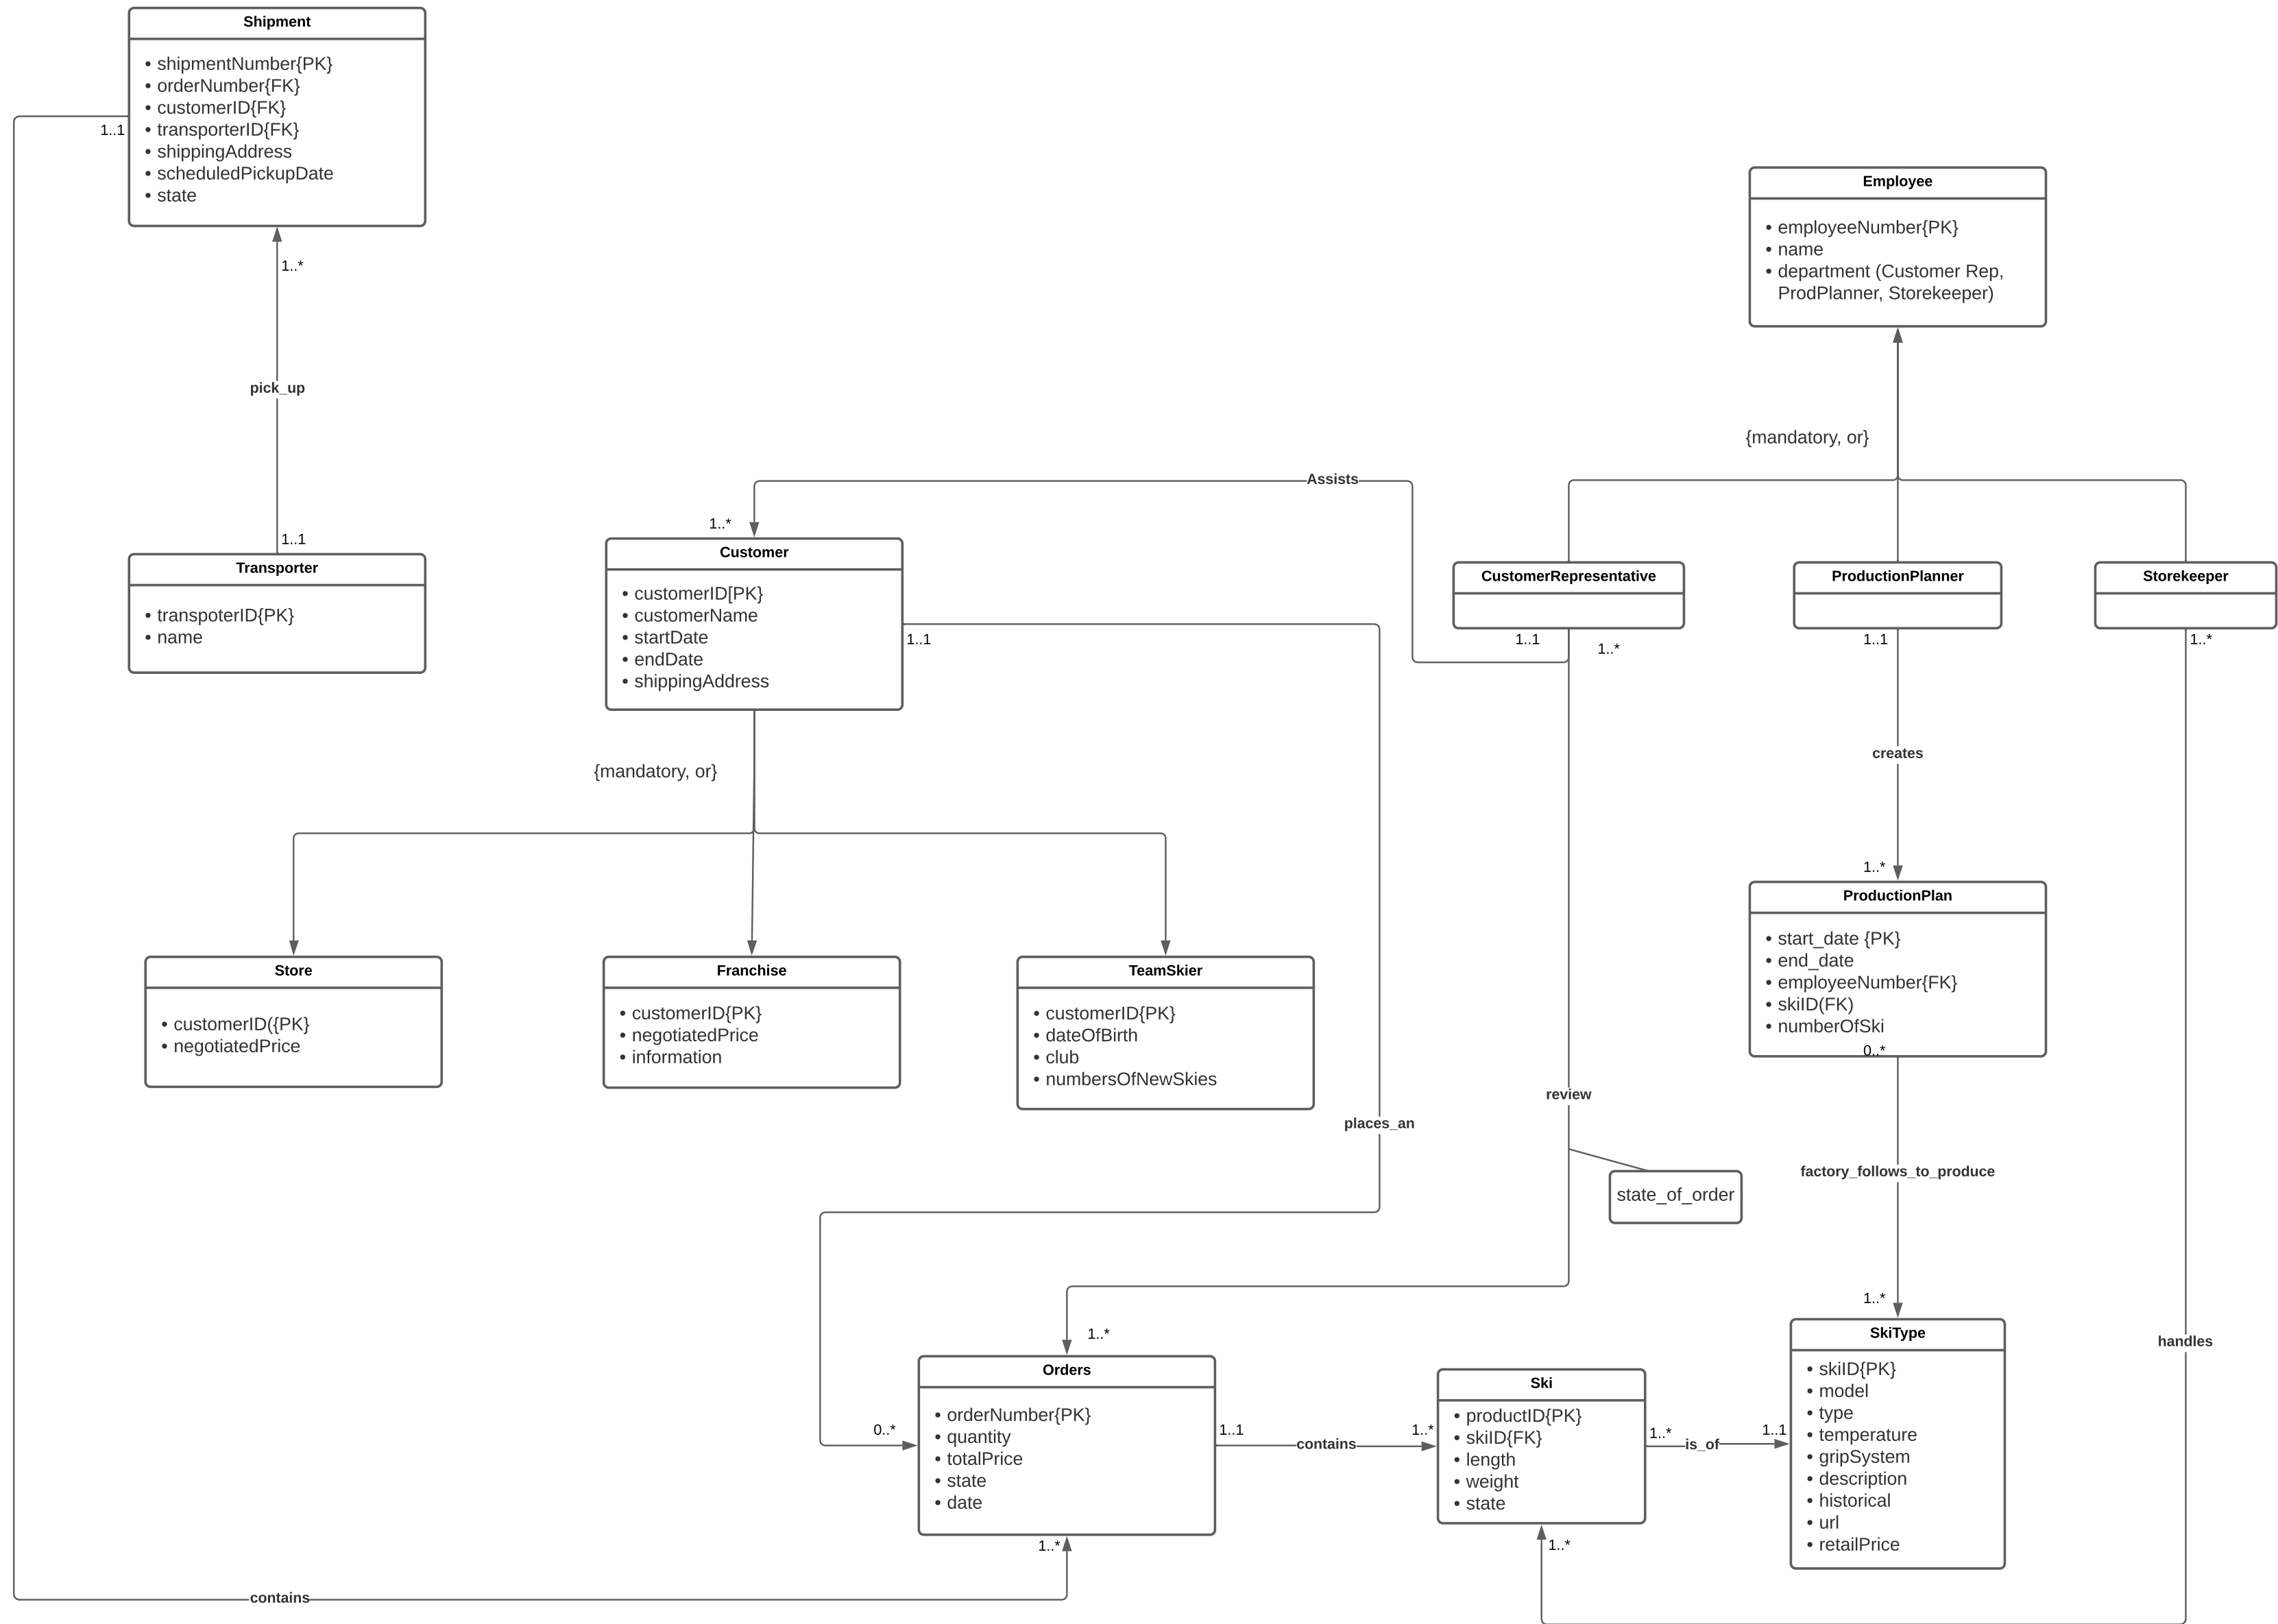 Shipment
• shipmentNumber{PK}
• orderNumber{FK}
• customerID{FK}
• transporterID{FK}
• shippingAddress
• scheduledPickupDate
• state
1..1
1..*
pick_up
1..1
Transporter
• transpoterID{PK}
• name
Employee
• employeeNumber{PK}
• name
• department (Customer Rep,
ProdPlanner, Storekeeper)
{mandatory, or}
Assists
1..*
Customer
• customerID[PK}
• customerName
• startDate
• endDate
• shippingAddress
1..1
CustomerRepresentative
1..1
1..*
ProductionPlanner
1..1
Storekeeper
1..*
{mandatory, or}
creates
1..*
Store
• customerID({PK}
• negotiatedPrice
Franchise
• customerID{PK}
• negotiatedPrice
• information
TeamSkier
• customerID{PK}
• dateOfBirth
• club
• numbersOfNewSkies
ProductionPlan
• start_date {PK}
• end_date
• employeeNumber{FK}
• skiID(FK)
• numberOfSki
0..*
places_an
review
state_of_order
factory_follows_to_produce
1..*
handles
1..*
0..*
Orders
• orderNumber{PK}
• quantity
• totalPrice
• state
• date
1..1
contains
1..*
Ski
• productID{PK}
• skiID{FK}
• length
• weight
• state
1..*
is_of
1..1
SkiType
• skiID{PK}
• model
• type
• temperature
• gripSystem
• description
• historical
• url
• retailPrice
1..*
1..*
contains